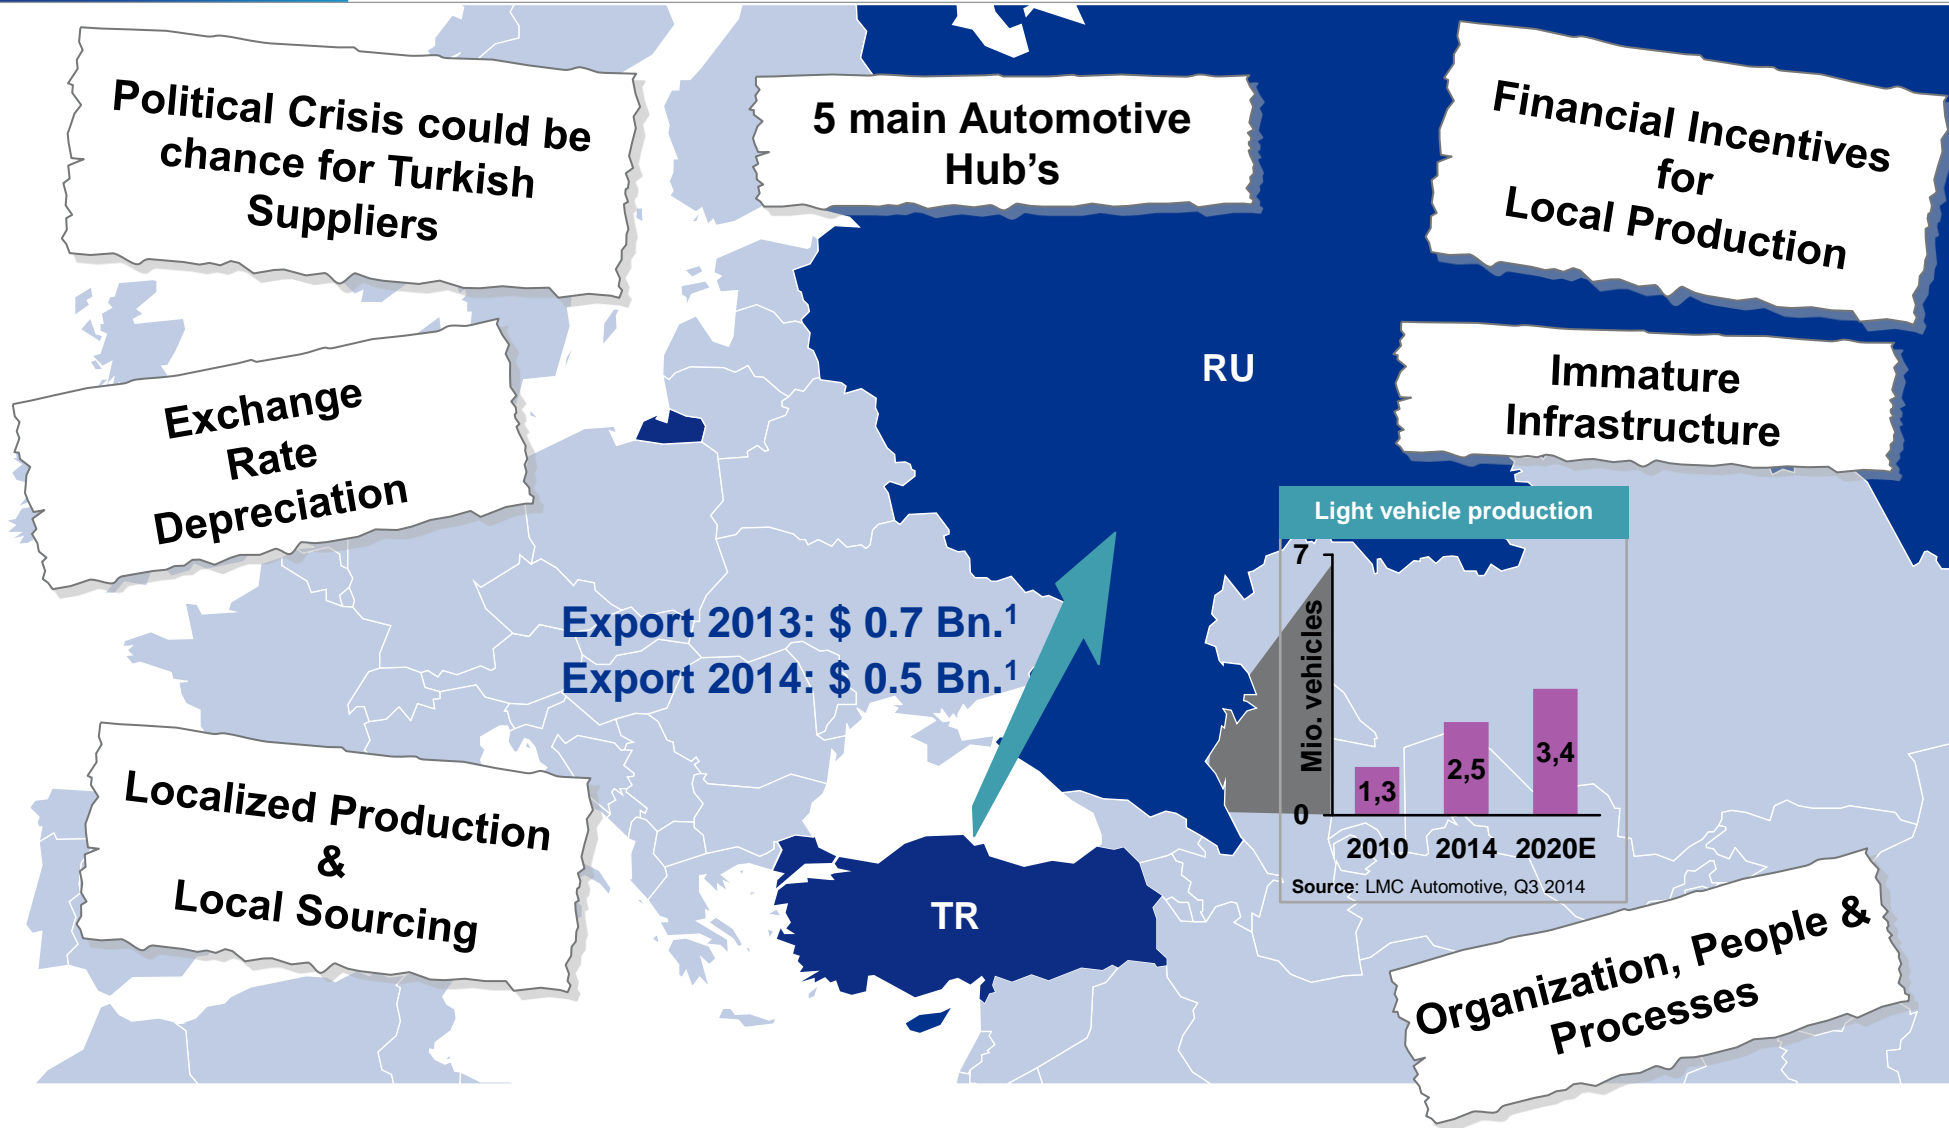 Political Crisis could be
chance for Turkish
Suppliers
5 main Automotive
Hub's
Financial Incentives
for
Local Production
Exchange
Rate
Depreciation
RU
Immature
Infrastructure
Export 2013: $ 0.7 Bn.¹
Export 2014: $ 0.5 Bn.¹
Light vehicle production
7
Mio. vehicles
0
1,3
2,5
3,4
2010 2014 2020E
Source: LMC Automotive, Q3 2014
Localized Production
&
Local Sourcing
TR
Organization, People &
Processes